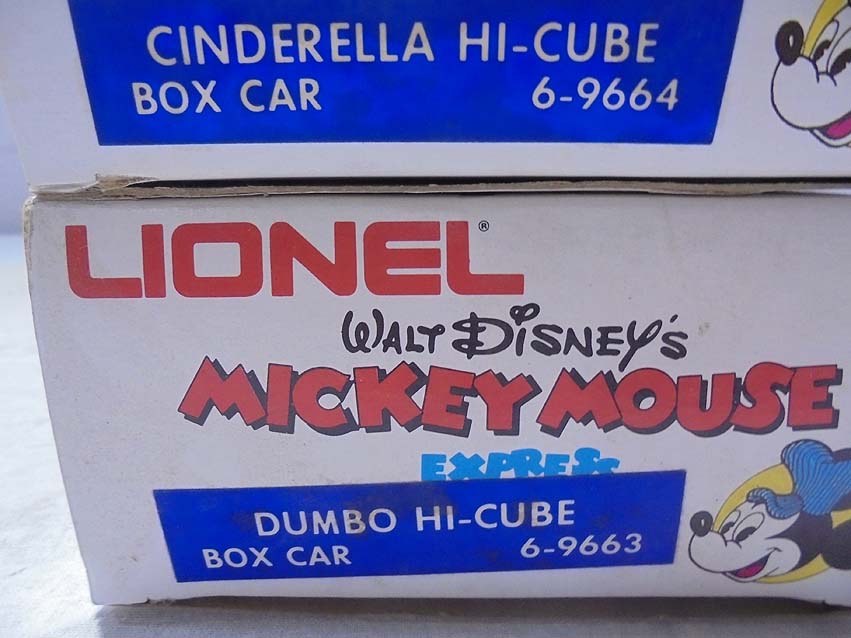 CINDERELLA HI-CUBE
BOX CAR 6-9664
LIONEL®
WALT DISNEY'S
MICKEY MOUSE
EXPRESS
DUMBO HI-CUBE
BOX CAR 6-9663